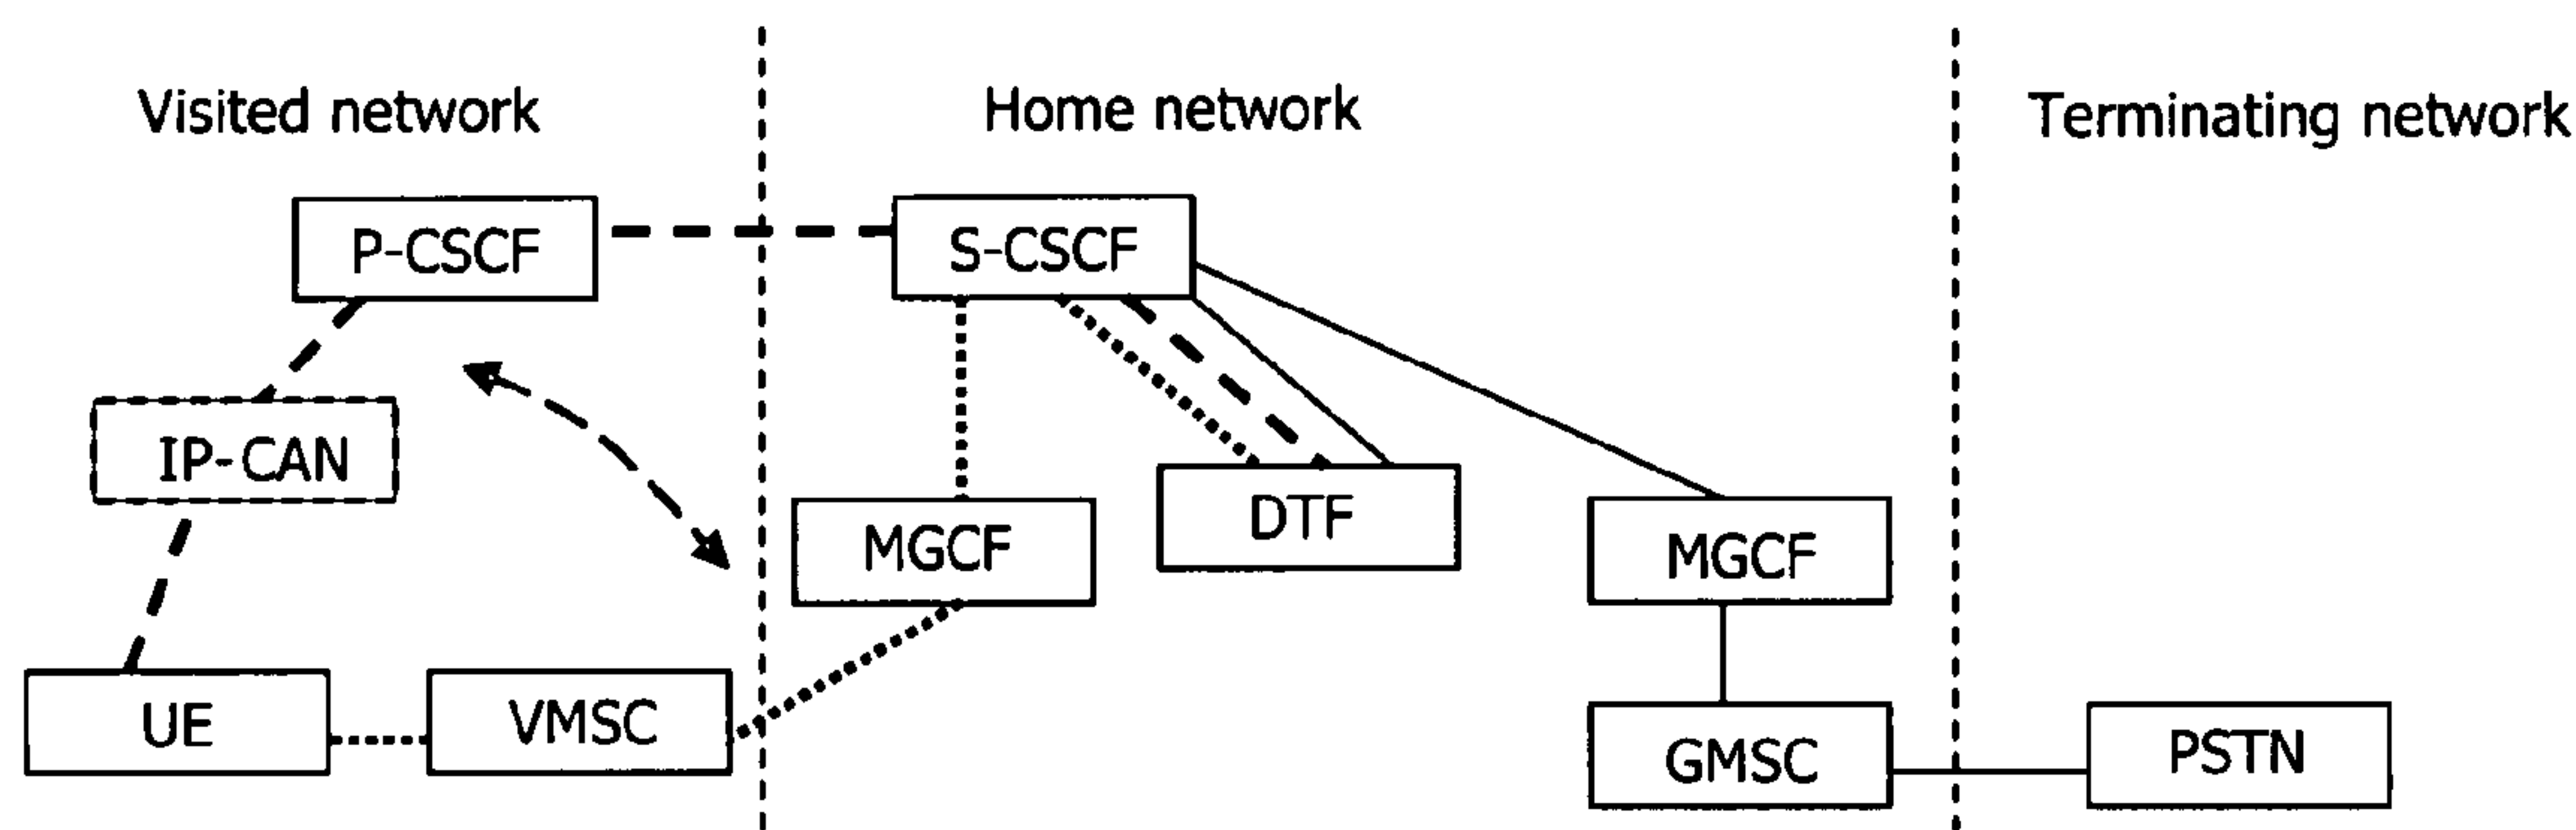 Visited network
Home network
Terminating network
P-CSCF
S-CSCF
IP-CAN
MGCF
DTF
MGCF
UE
VMSC
GMSC
PSTN